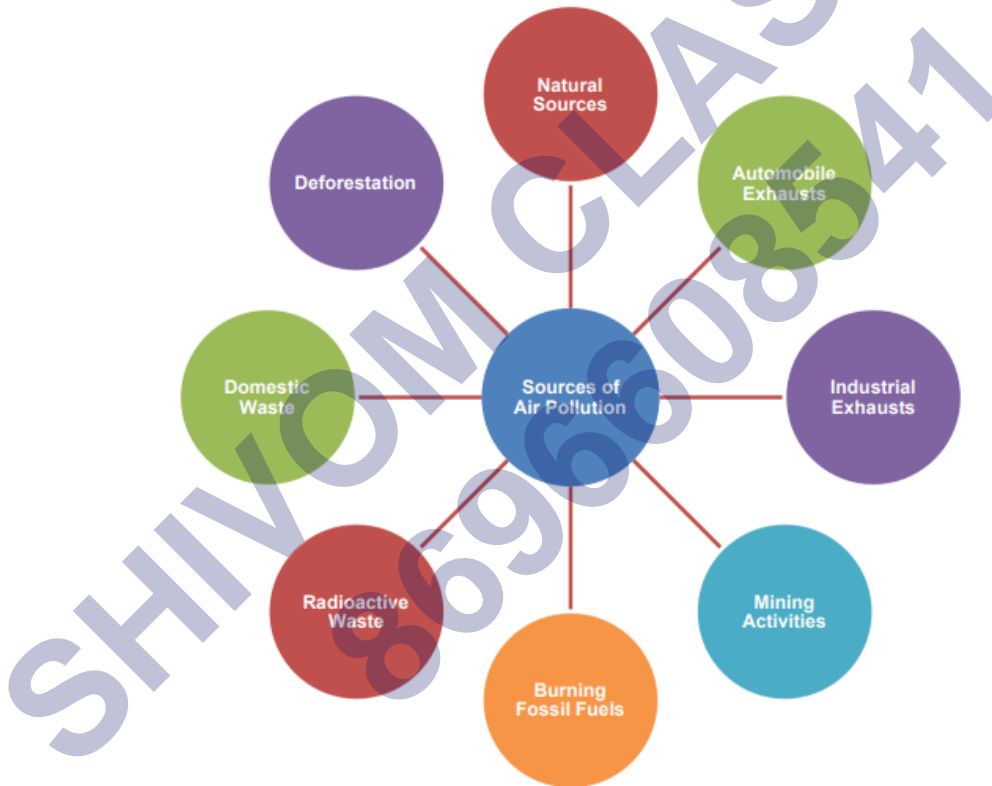 Natural
Sources
Automobile
Exhausts
Industrial
Exhausts
Mining
Activities
Burning
Fossil Fuels
Radioactive
Waste
Domestic
Waste
Deforestation
Sources of
Air Pollution
SHIVOM CLAS
8696608541